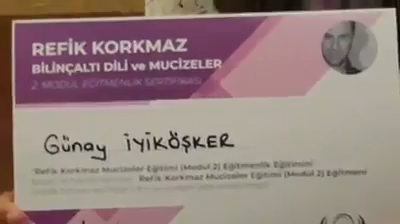 REFİK KORKMAZ
BİLİNÇALTI DİLİ ve MUCİZELER
2. MODÜL EĞİTMENLİK SERTİFİKASI
Günay İYİKÖŞKER
Refik Korkmaz Mucizeler Eğitimi (Modül 2) Eğitmenlik Eğitimini
Refik Korkmaz Mucizeler Eğitimi (Modül 2) Eğitmeni